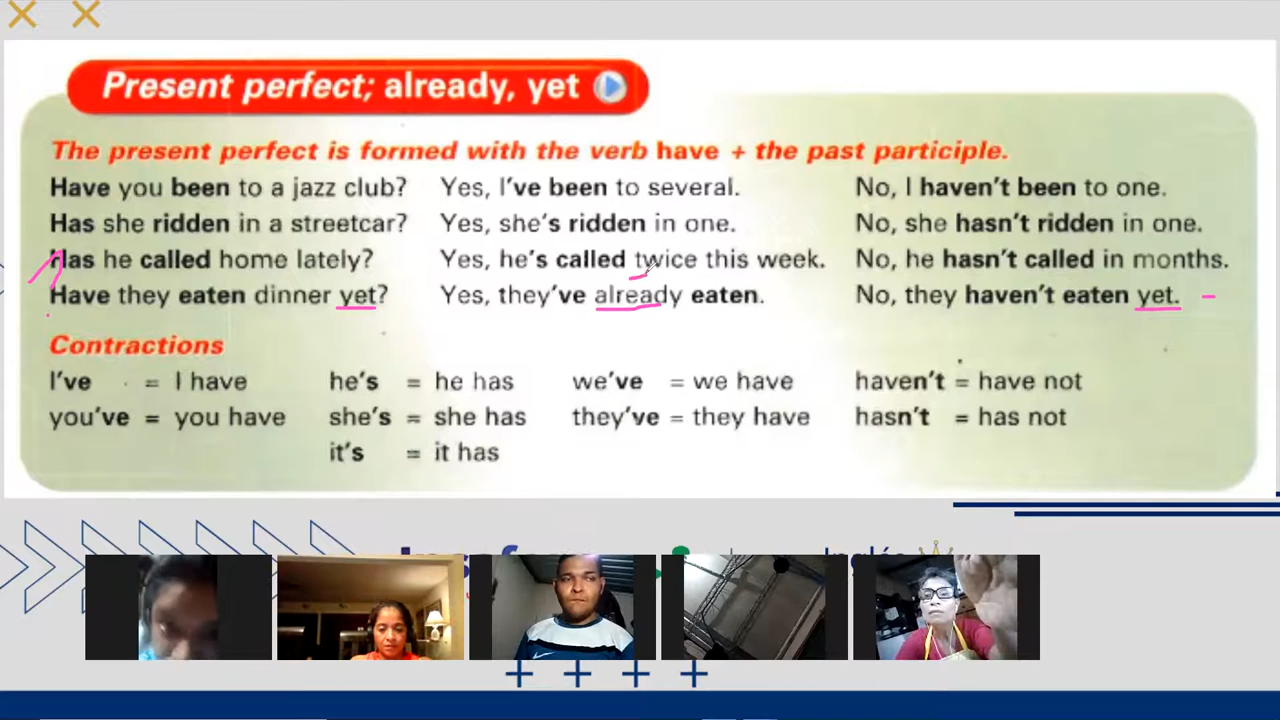 Present perfect; already, yet
The present perfect is formed with the verb have + the past participle.
Have you been to a jazz club? Yes, I've been to several. No, I haven't been to one.
Has she ridden in a streetcar? Yes, she's ridden in one. No, she hasn't ridden in one.
Has he called home lately? Yes, he's called twice this week. No, he hasn't called in months.
Have they eaten dinner yet? Yes, they've already eaten. No, they haven't eaten yet.
Contractions
I've = I have he's = he has we've = we have haven't = have not
you've = you have she's = she has they've = they have hasn't = has not
it's = it has